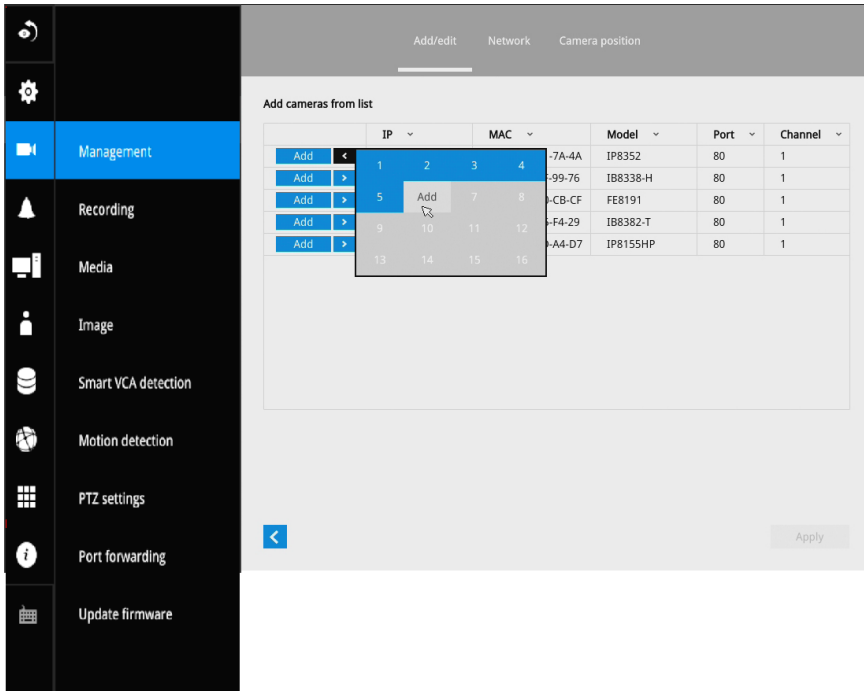 Add/edit Network Camera position
Add cameras from list
IP MAC Model Port Channel
Add 1 2 3 4 -7A-4A IP8352 80 1
Add -99-76 IB8338-H 80 1
Add 5 Add 7 8 -CB-CF FE8191 80 1
Add 9 10 11 12 -F4-29 IB8382-T 80 1
Add 13 14 15 16 -A4-D7 IP8155HP 80 1
Management
Recording
Media
Image
Smart VCA detection
Motion detection
PTZ settings
Port forwarding
Update firmware
Apply